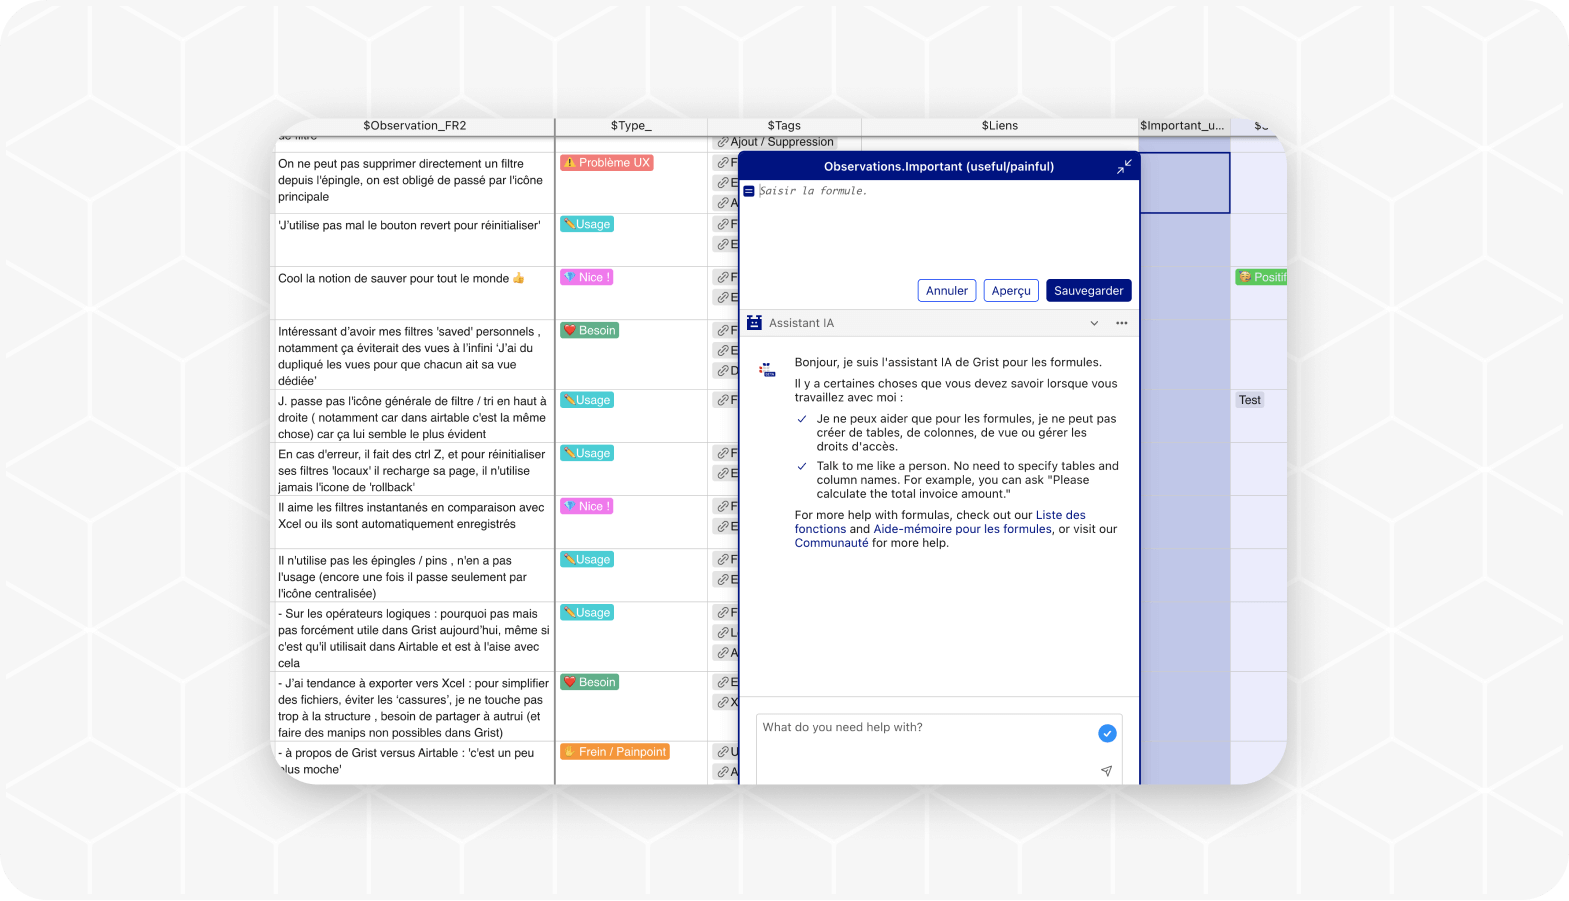 $Observation_FR2
$Type_
$Tags
$Liens
$Important_u...
de filtre
Ajout / Suppression
On ne peut pas supprimer directement un filtre
depuis l'épingle, on est obligé de passé par l'icône
principale
⚠️ Problème UX
F
E
A
'J’utilise pas mal le bouton revert pour réinitialiser'
✏️Usage
F
E
Cool la notion de sauver pour tout le monde 👍
💎 Nice !
F
E
Positif
Intéressant d’avoir mes filtres 'saved' personnels ,
notamment ça éviterait des vues à l’infini ‘J’ai du
dupliqué les vues pour que chacun ait sa vue
dédiée’
❤️ Besoin
F
E
D
J. passe pas l'icône générale de filtre / tri en haut à
droite ( notamment car dans airtable c'est la même
chose) car ça lui semble le plus évident
✏️Usage
F
Test
En cas d'erreur, il fait des ctrl Z, et pour réinitialiser
ses filtres 'locaux' il recharge sa page, il n'utilise
jamais l'icone de 'rollback'
✏️Usage
F
E
Il aime les filtres instantanés en comparaison avec
Xcel ou ils sont automatiquement enregistrés
💎 Nice !
F
E
Il n'utilise pas les épingles / pins , n'en a pas
l'usage (encore une fois il passe seulement par
l'icône centralisée)
✏️Usage
F
E
- Sur les opérateurs logiques : pourquoi pas mais
pas forcément utile dans Grist aujourd’hui, même si
c'est qu'il utilisait dans Airtable et est à l'aise avec
cela
✏️Usage
F
L
A
- J’ai tendance à exporter vers Xcel : pour simplifier
des fichiers, éviter les ‘cassures’, je ne touche pas
trop à la structure , besoin de partager à autrui (et
faire des manips non possibles dans Grist)
❤️ Besoin
E
X
- à propos de Grist versus Airtable : 'c'est un peu
plus moche'
✋ Frein / Painpoint
U
A
Observations.Important (useful/painful)
Saisir la formule.
Annuler
Aperçu
Sauvegarder
Assistant IA
BETA
Bonjour, je suis l'assistant IA de Grist pour les formules.
Il y a certaines choses que vous devez savoir lorsque vous
travaillez avec moi :
Je ne peux aider que pour les formules, je ne peut pas
créer de tables, de colonnes, de vue ou gérer les
droits d'accès.
Talk to me like a person. No need to specify tables and
column names. For example, you can ask "Please
calculate the total invoice amount."
For more help with formulas, check out our Liste des
fonctions and Aide-mémoire pour les formules, or visit our
Communauté for more help.
What do you need help with?